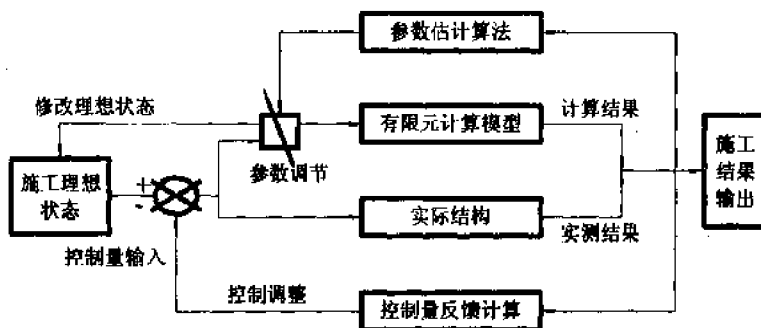 参数估计算法
修改理想状态
有限元计算模型
计算结果
参数调节
施工理想
状态
+
-
施工
结果
输出
实际结构
实测结果
控制量输入
控制调整
控制量反馈计算